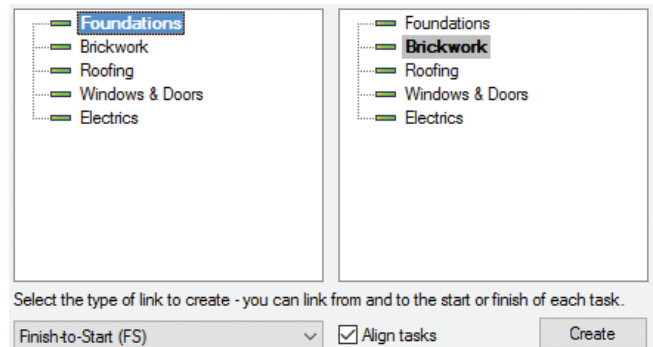 Foundations
Brickwork
Roofing
Windows & Doors
Electrics
Foundations
Brickwork
Roofing
Windows & Doors
Electrics
Select the type of link to create - you can link from and to the start or finish of each task.
Finish-to-Start (FS)
Align tasks
Create